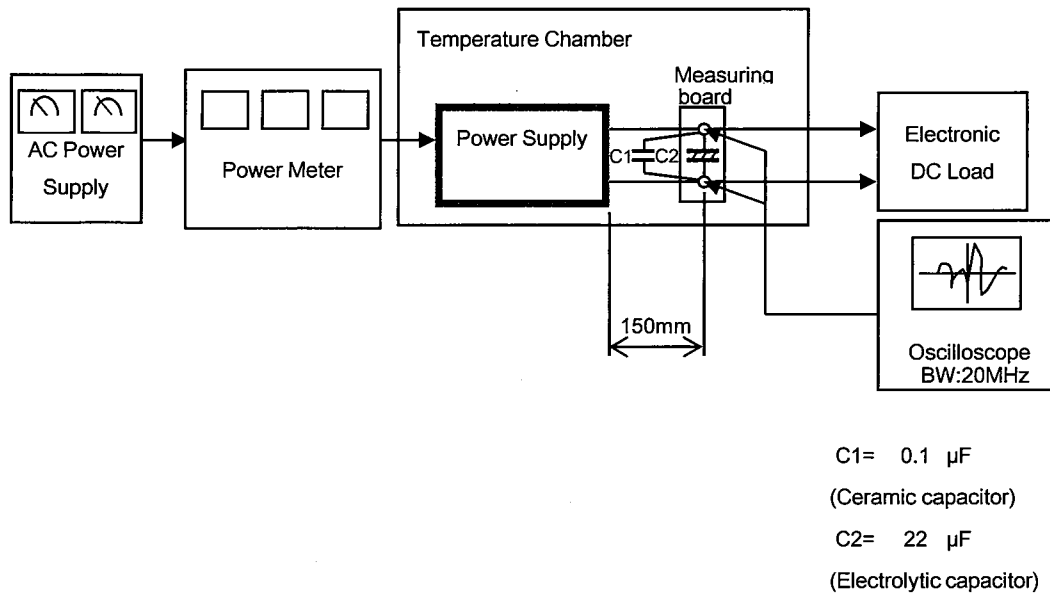 Temperature Chamber
Measuring
board
AC Power
Supply
Power Meter
Power Supply
C1
C2
Electronic
DC Load
150mm
Oscilloscope
BW:20MHz
C1= 0.1 µF
(Ceramic capacitor)
C2= 22 µF
(Electrolytic capacitor)